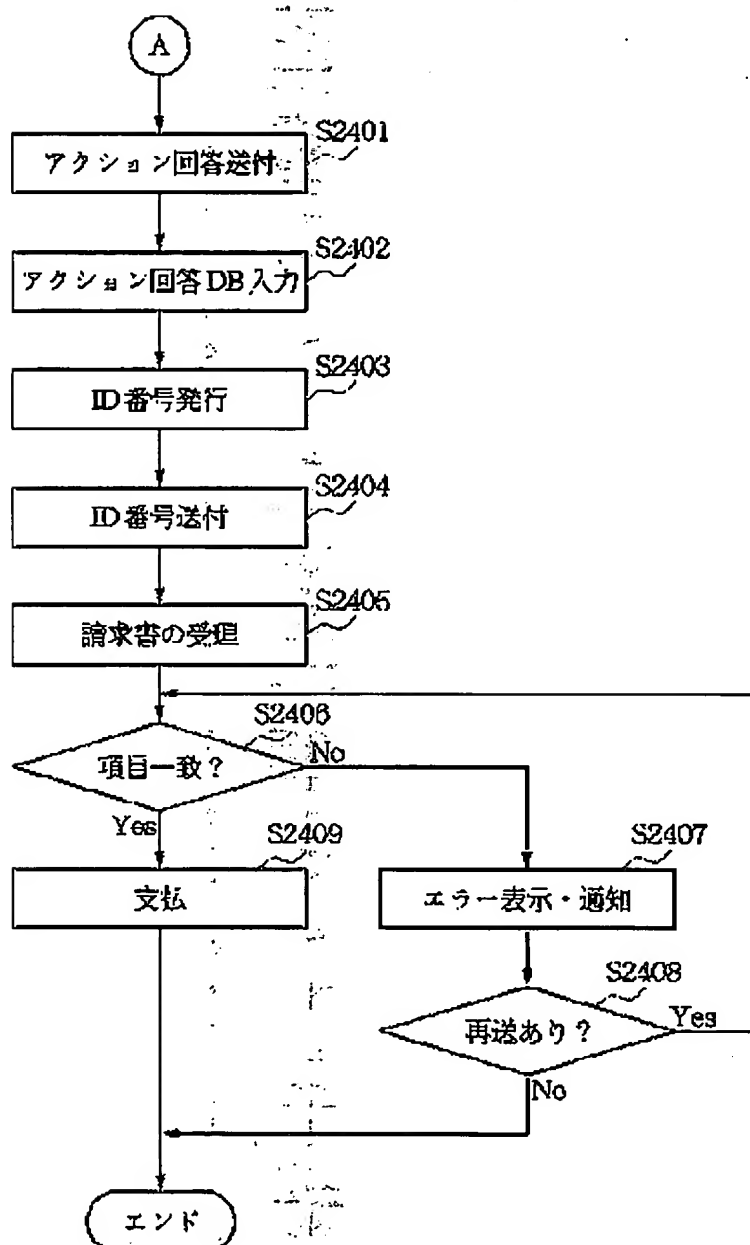 A
S2401
アクション回答送付
S2402
アクション回答DB入力
S2403
ID番号発行
S2404
ID番号送付
S2405
請求書の受理
S2406
項目一致？
No
Yes
S2409
支払
S2407
エラー表示・通知
S2408
再送あり？
Yes
No
エンド